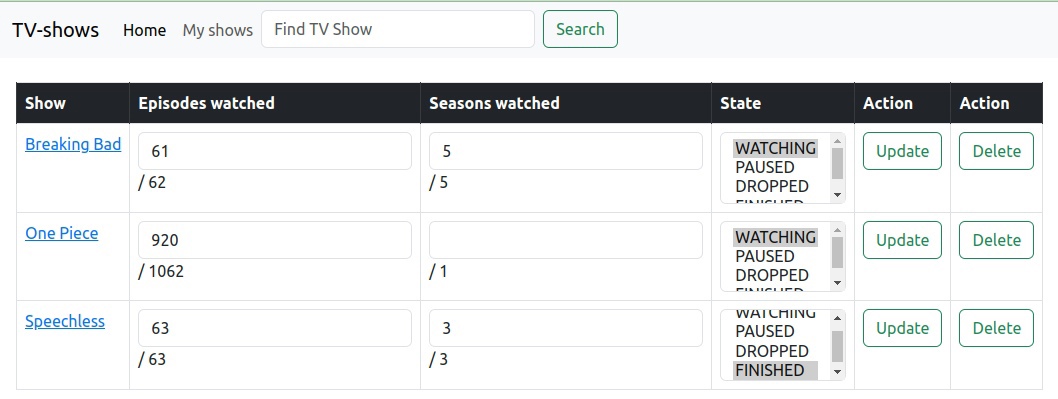 TV-shows Home My shows Find TV Show Search
Show Episodes watched Seasons watched State Action Action
Breaking Bad 61 5 WATCHING Update Delete
PAUSED
/ 62 / 5 DROPPED
FINISHED
One Piece 920 WATCHING Update Delete
PAUSED
/ 1062 / 1 DROPPED
FINISHED
Speechless 63 3 WATCHING Update Delete
PAUSED
/ 63 / 3 DROPPED
FINISHED